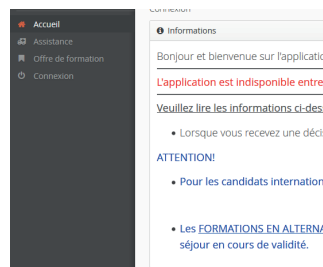 Connexion
Accueil
Assistance
Offre de formation
Connexion
Informations
Bonjour et bienvenue sur l'applicatio
L'application est indisponible entre
Veuillez lire les informations ci-des
• Lorsque vous recevez une décis
ATTENTION!
• Pour les candidats internation
• Les FORMATIONS EN ALTERNA
séjour en cours de validité.